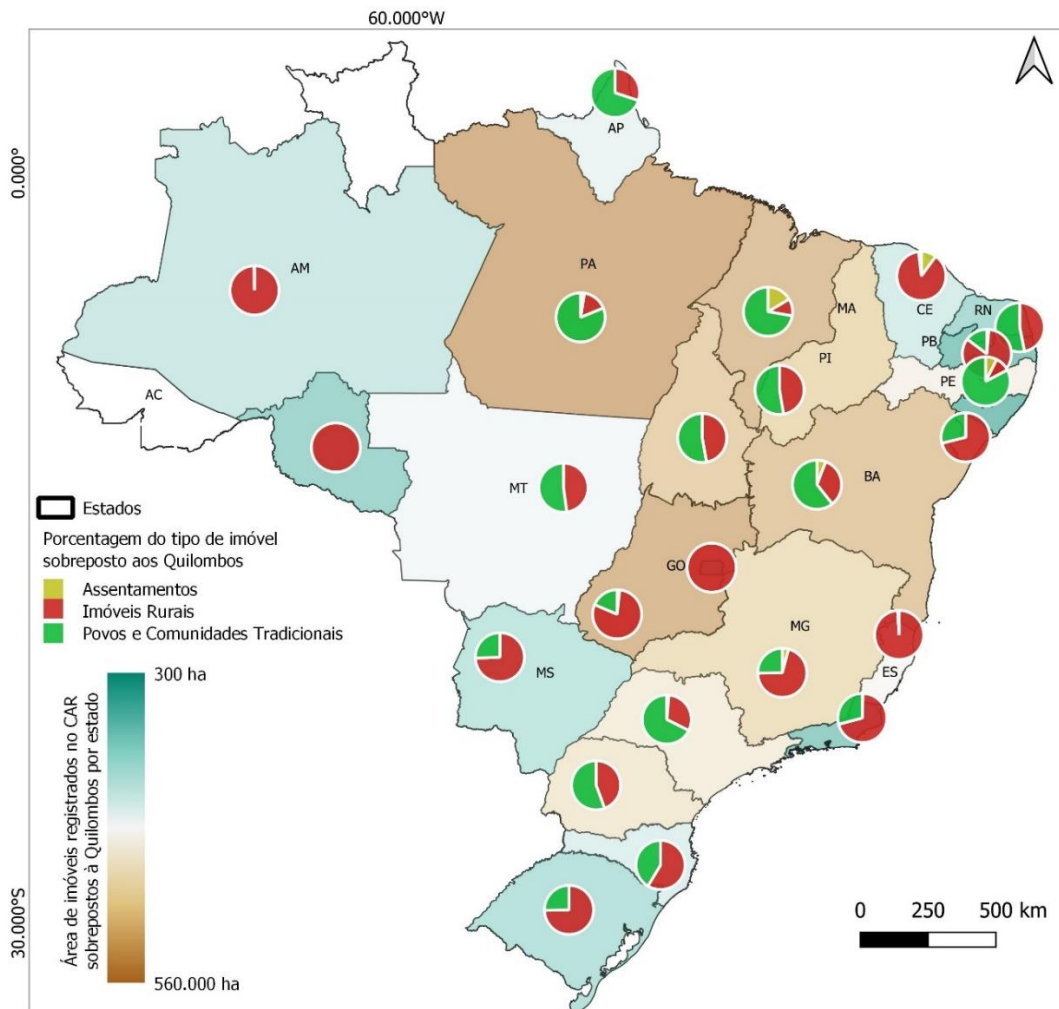 60.000°W
0.000°
30.000°S
AP
AM
PA
MA
CE
RN
PB
PI
PE
AC
MT
BA
GO
MG
ES
MS
Estados
Porcentagem do tipo de imóvel
sobreposto aos Quilombos
Assentamentos
Imóveis Rurais
Povos e Comunidades Tradicionais
300 ha
Área de imóveis registrados no CAR
sobrepostos à Quilombos por estado
560.000 ha
0 250 500 km